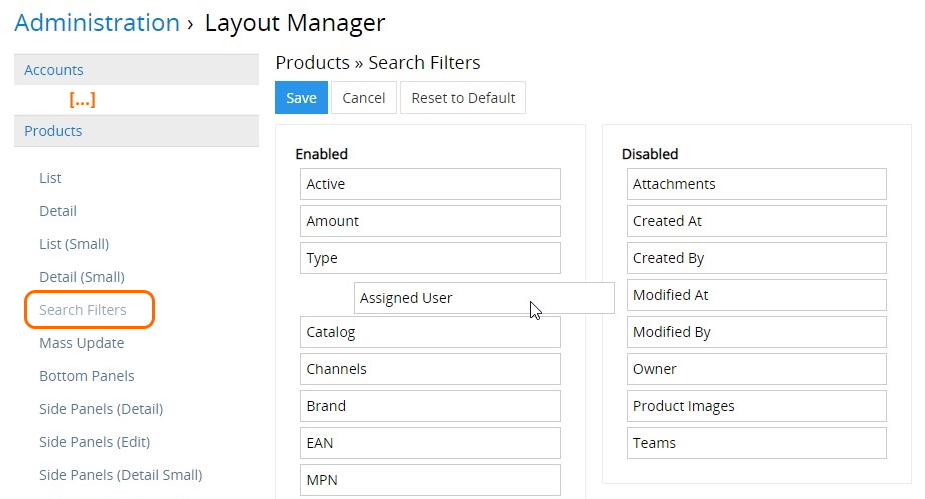 Administration › Layout Manager
Accounts
[...]
Products
List
Detail
List (Small)
Detail (Small)
Search Filters
Mass Update
Bottom Panels
Side Panels (Detail)
Side Panels (Edit)
Side Panels (Detail Small)
Products » Search Filters
Save
Cancel
Reset to Default
Enabled
Active
Amount
Type
Assigned User
Catalog
Channels
Brand
EAN
MPN
Disabled
Attachments
Created At
Created By
Modified At
Modified By
Owner
Product Images
Teams